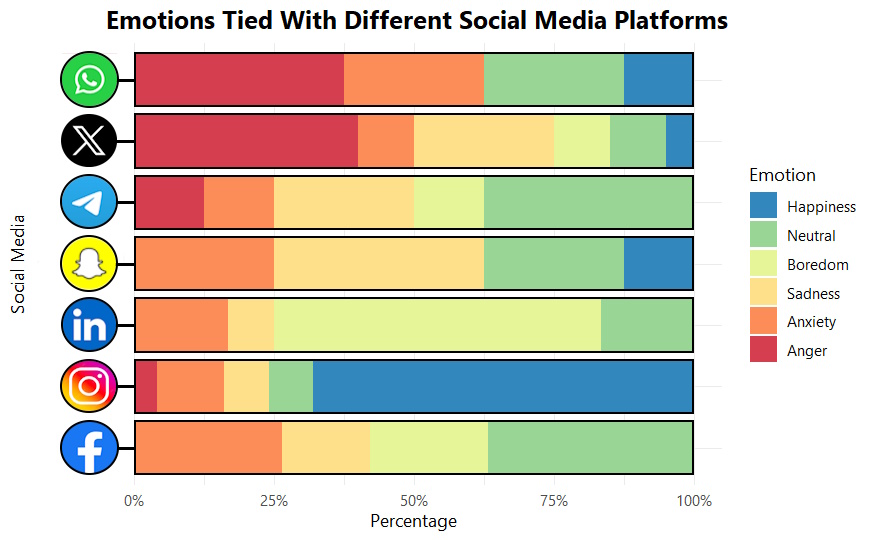 Emotions Tied With Different Social Media Platforms
Social Media
in
0%
25%
50%
75%
100%
Percentage
Emotion
Happiness
Neutral
Boredom
Sadness
Anxiety
Anger